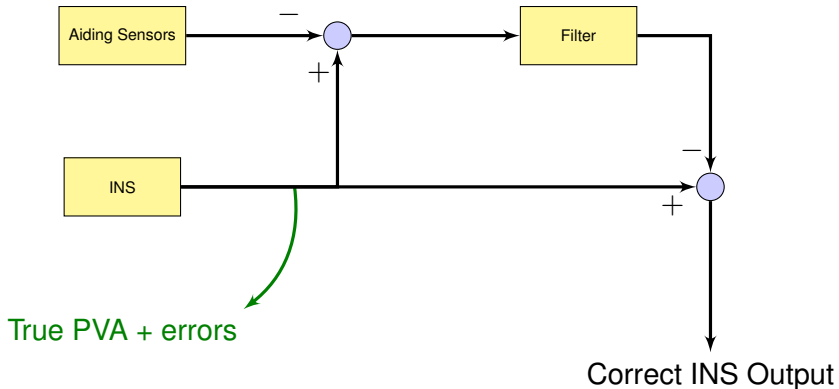 Aiding Sensors
−
+
Filter
INS
−
+
True PVA + errors
Correct INS Output